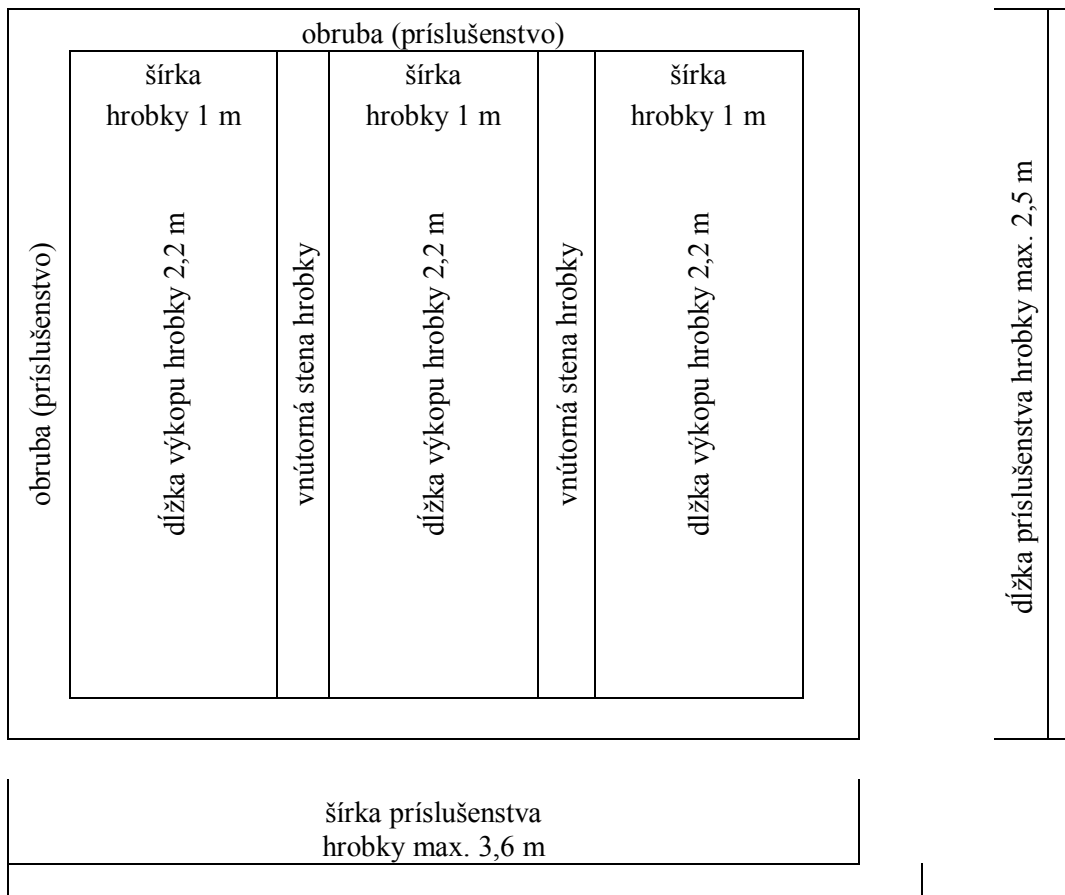 obruba (príslušenstvo)
šírka
hrobky 1 m
šírka
hrobky 1 m
šírka
hrobky 1 m
obruba (príslušenstvo)
dĺžka výkopu hrobky 2,2 m
vnútorná stena hrobky
dĺžka výkopu hrobky 2,2 m
vnútorná stena hrobky
dĺžka výkopu hrobky 2,2 m
dĺžka príslušenstva hrobky max. 2,5 m
šírka príslušenstva
hrobky max. 3,6 m